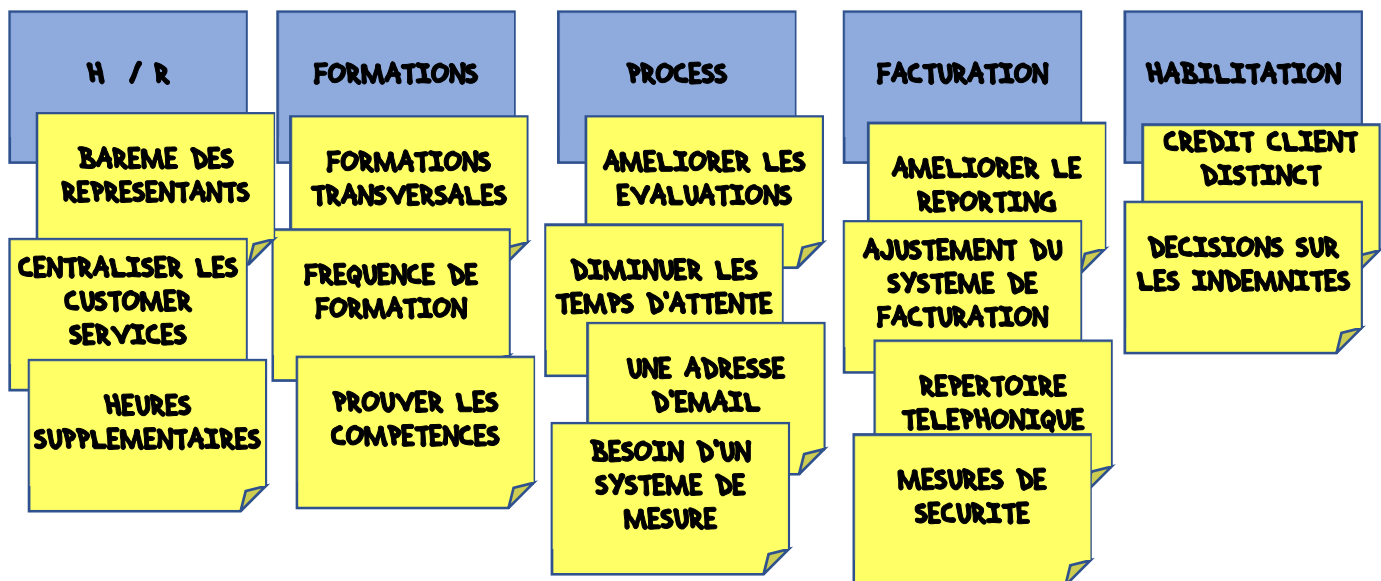 H / R
BAREME DES
REPRESENTANTS
CENTRALISER LES
CUSTOMER
SERVICES
HEURES
SUPPLEMENTAIRES
FORMATIONS
FORMATIONS
TRANSVERSALES
FREQUENCE DE
FORMATION
PROUVER LES
COMPETENCES
PROCESS
AMELIORER LES
EVALUATIONS
DIMINUER LES
TEMPS D'ATTENTE
UNE ADRESSE
D'EMAIL
BESOIN D'UN
SYSTEME DE
MESURE
FACTURATION
AMELIORER LE
REPORTING
AJUSTEMENT DU
SYSTEME DE
FACTURATION
REPERTOIRE
TELEPHONIQUE
MESURES DE
SECURITE
HABILITATION
CREDIT CLIENT
DISTINCT
DECISIONS SUR
LES INDEMNITES